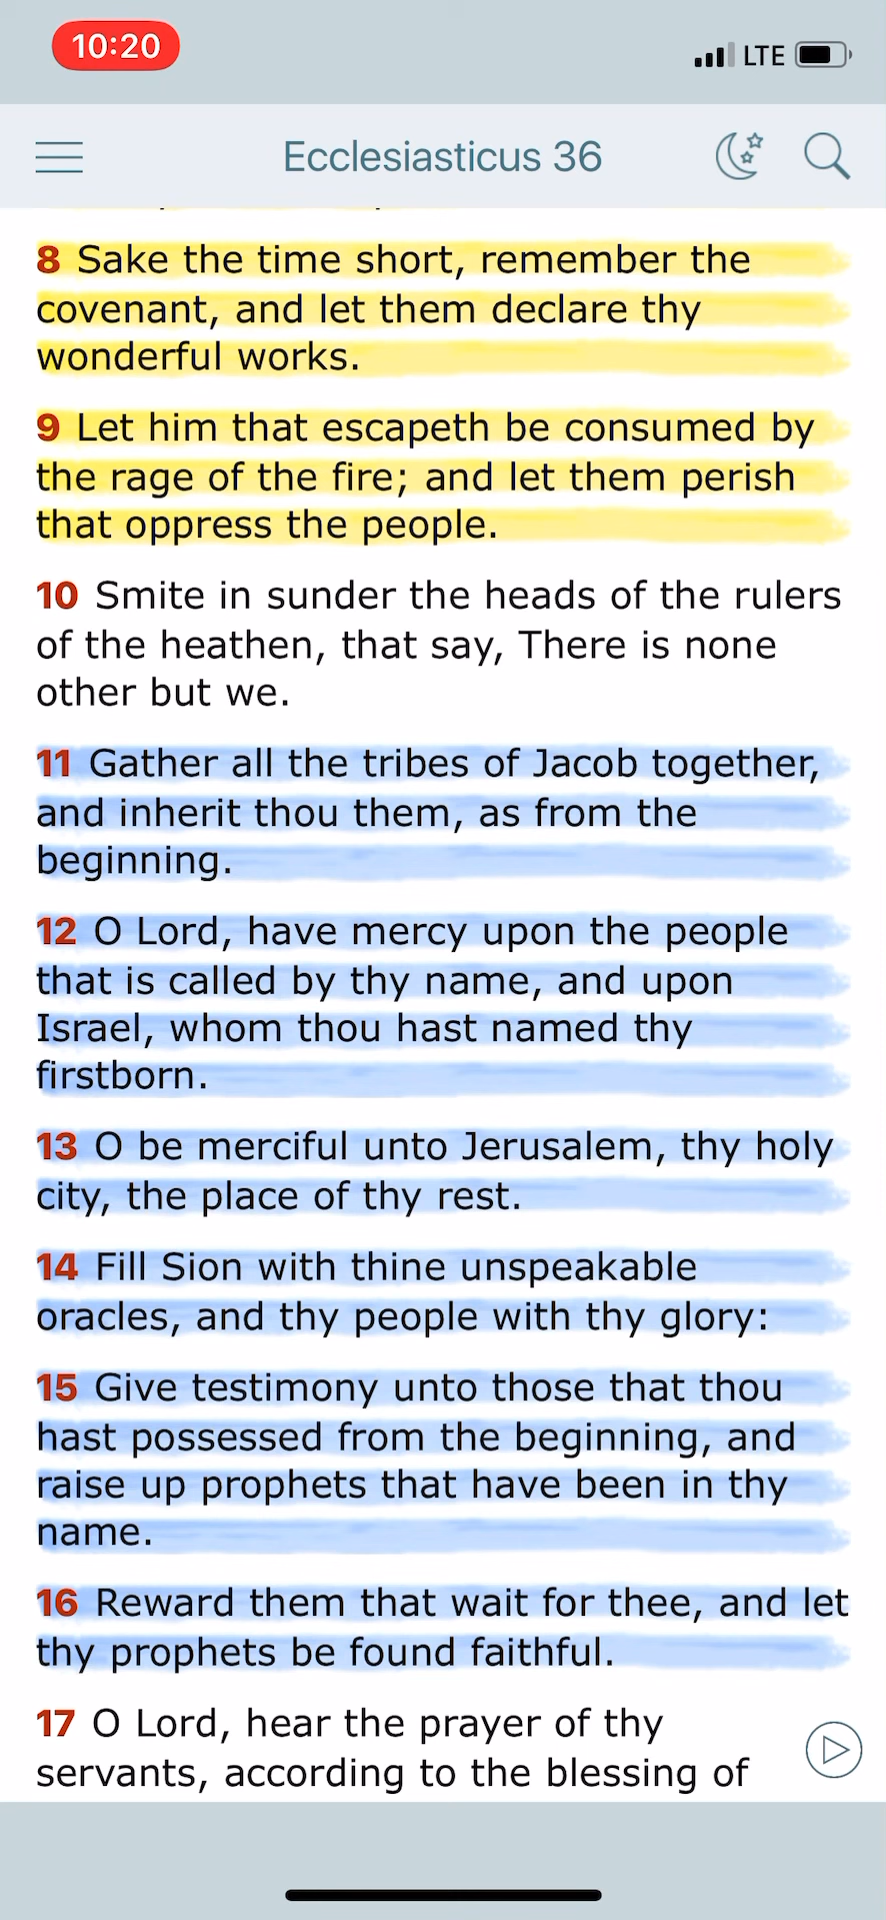 10:20
LTE
Ecclesiasticus 36
8 Sake the time short, remember the
covenant, and let them declare thy
wonderful works.
9 Let him that escapeth be consumed by
the rage of the fire; and let them perish
that oppress the people.
10 Smite in sunder the heads of the rulers
of the heathen, that say, There is none
other but we.
11 Gather all the tribes of Jacob together,
and inherit thou them, as from the
beginning.
12 O Lord, have mercy upon the people
that is called by thy name, and upon
Israel, whom thou hast named thy
firstborn.
13 O be merciful unto Jerusalem, thy holy
city, the place of thy rest.
14 Fill Sion with thine unspeakable
oracles, and thy people with thy glory:
15 Give testimony unto those that thou
hast possessed from the beginning, and
raise up prophets that have been in thy
name.
16 Reward them that wait for thee, and let
thy prophets be found faithful.
17 O Lord, hear the prayer of thy
servants, according to the blessing of